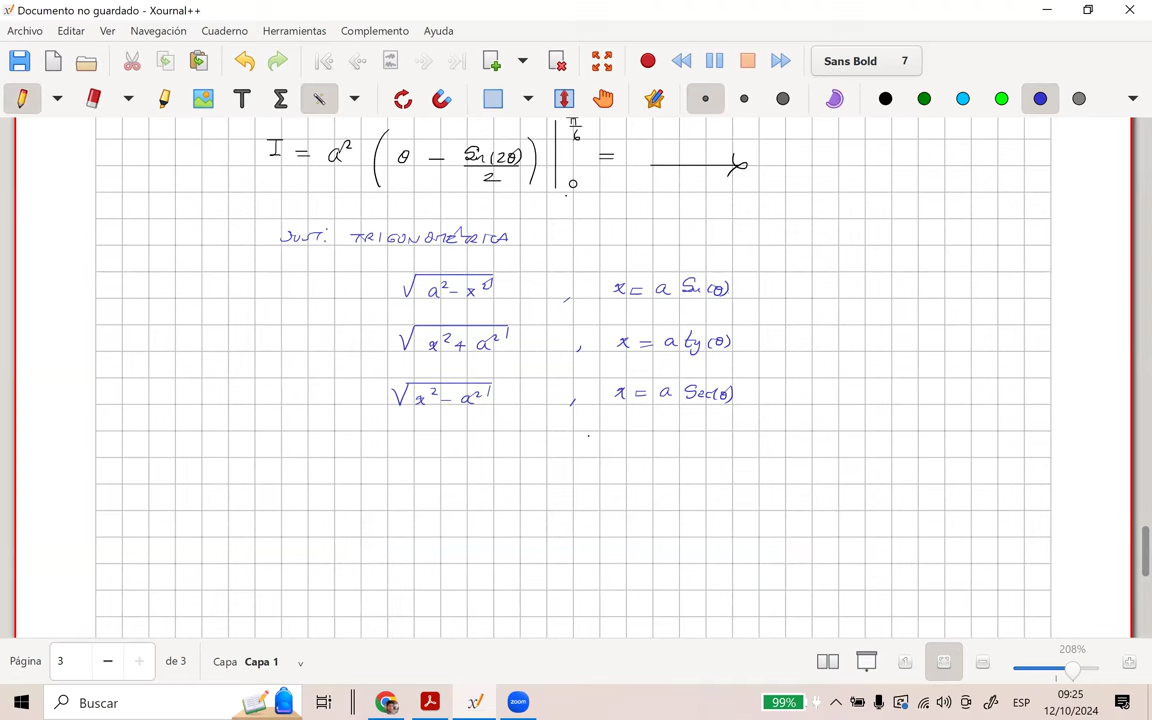 Documento no guardado - Xournal++
Archivo Editar Ver Navegación Cuaderno Herramientas Complemento Ayuda
Sans Bold 7
I = a² ( θ − Sen(2θ)/2 ) | π/6 0 =
SUST: TRIGONOMÉTRICA
√(a² − x²) , x = a Sen(θ)
√(x² + a²) , x = a tg(θ)
√(x² − a²) , x = a Sec(θ)
Página 3 de 3 Capa Capa 1 208%
Buscar 99% ESP 09:25
12/10/2024